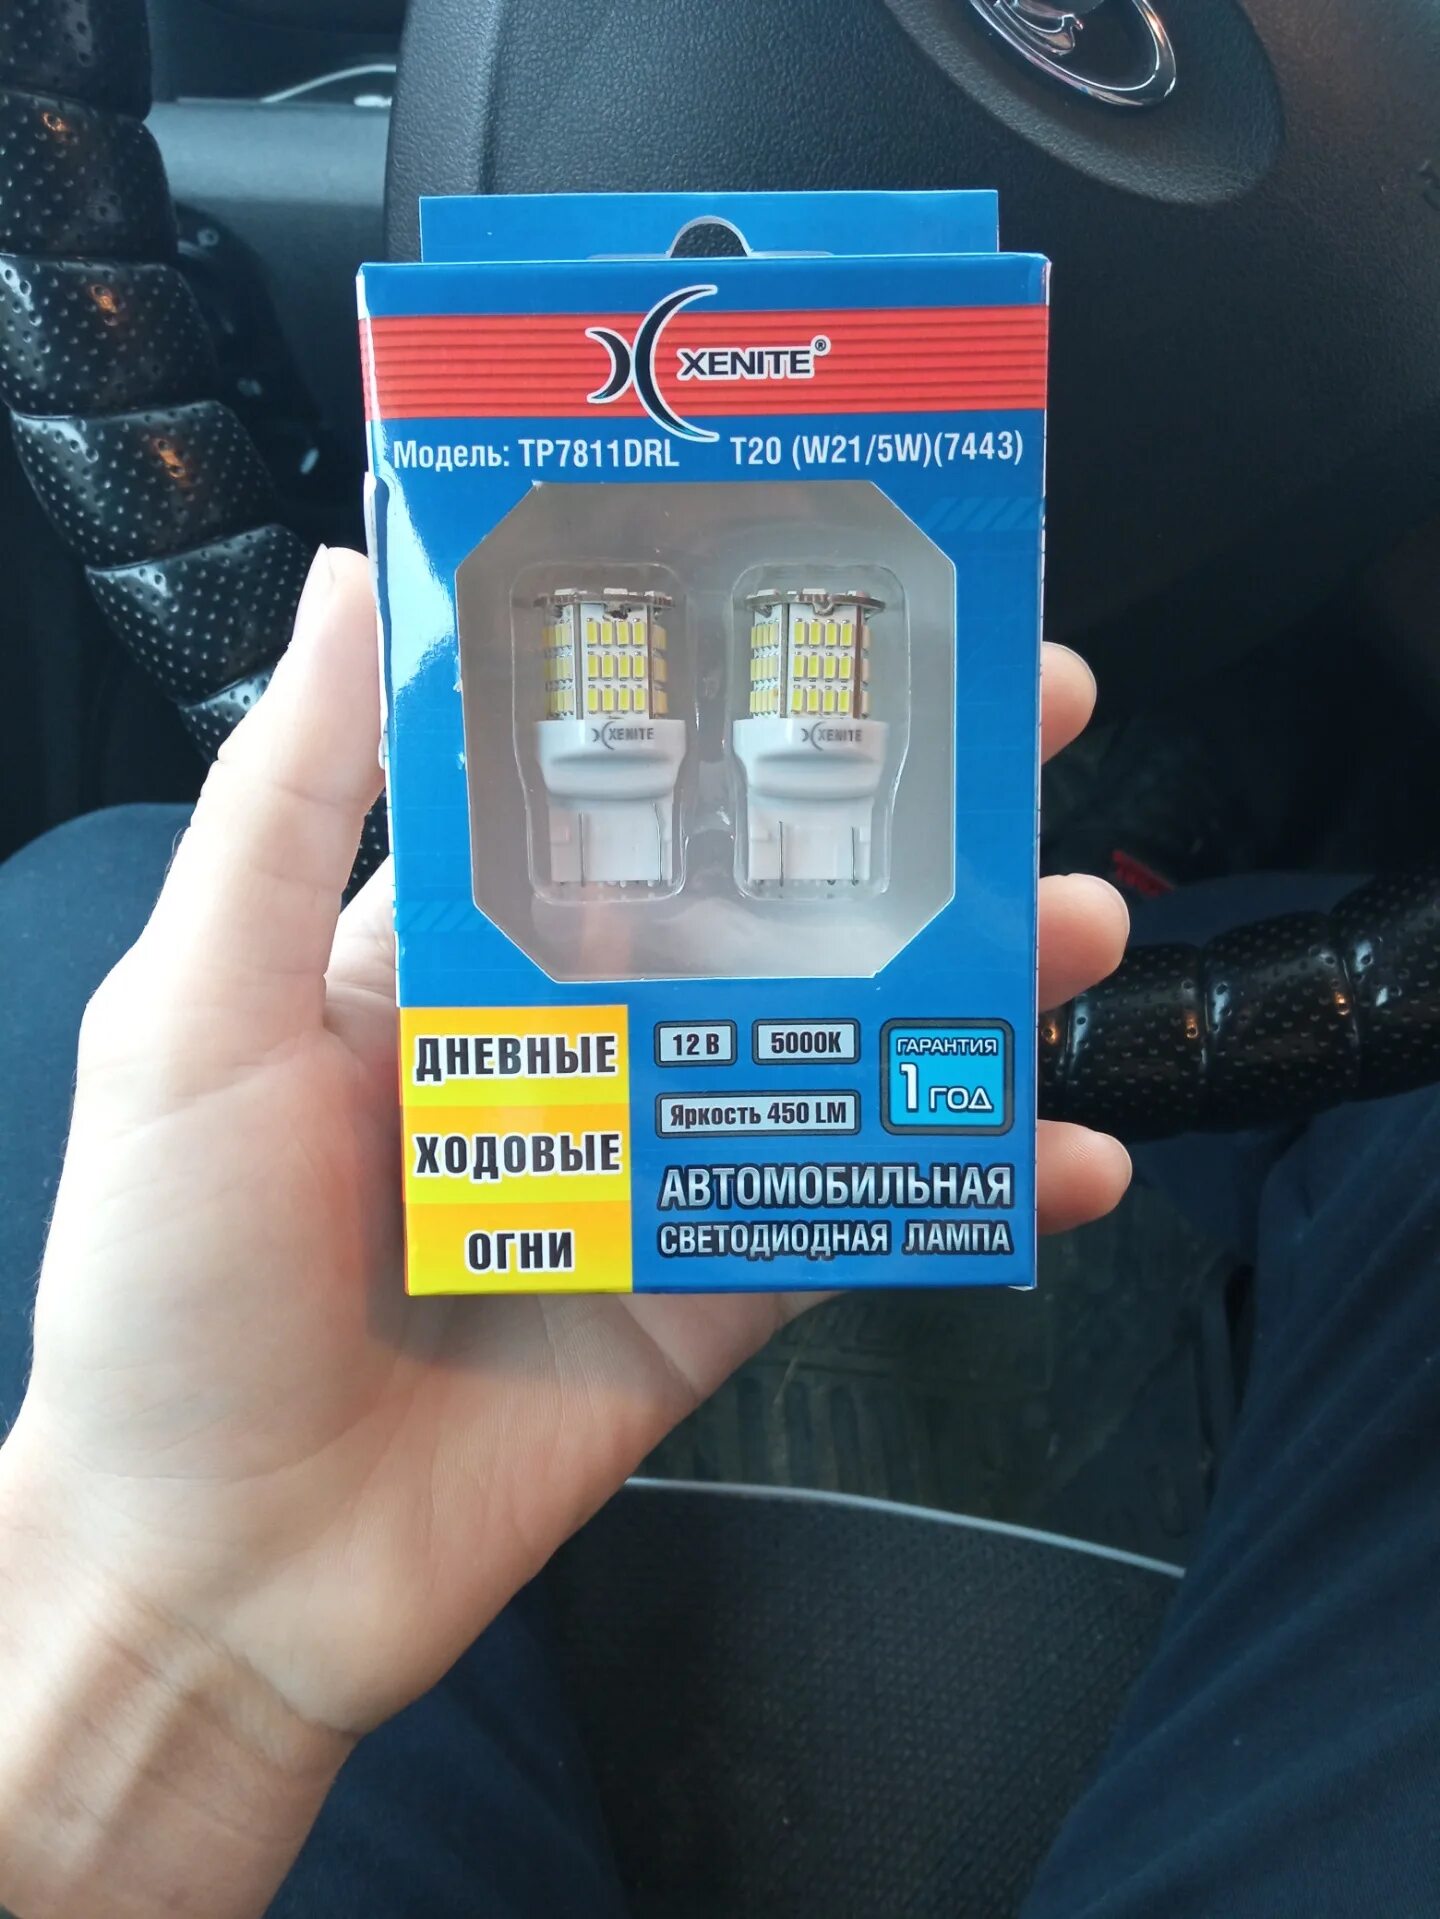 XENITE®
Модель: TP7811DRL T20 (W21/5W)(7443)
XENITE XENITE
ДНЕВНЫЕ
ХОДОВЫЕ
ОГНИ
12 В 5000К
Яркость 450 LM
ГАРАНТИЯ
1 ГОД
АВТОМОБИЛЬНАЯ
СВЕТОДИОДНАЯ ЛАМПА